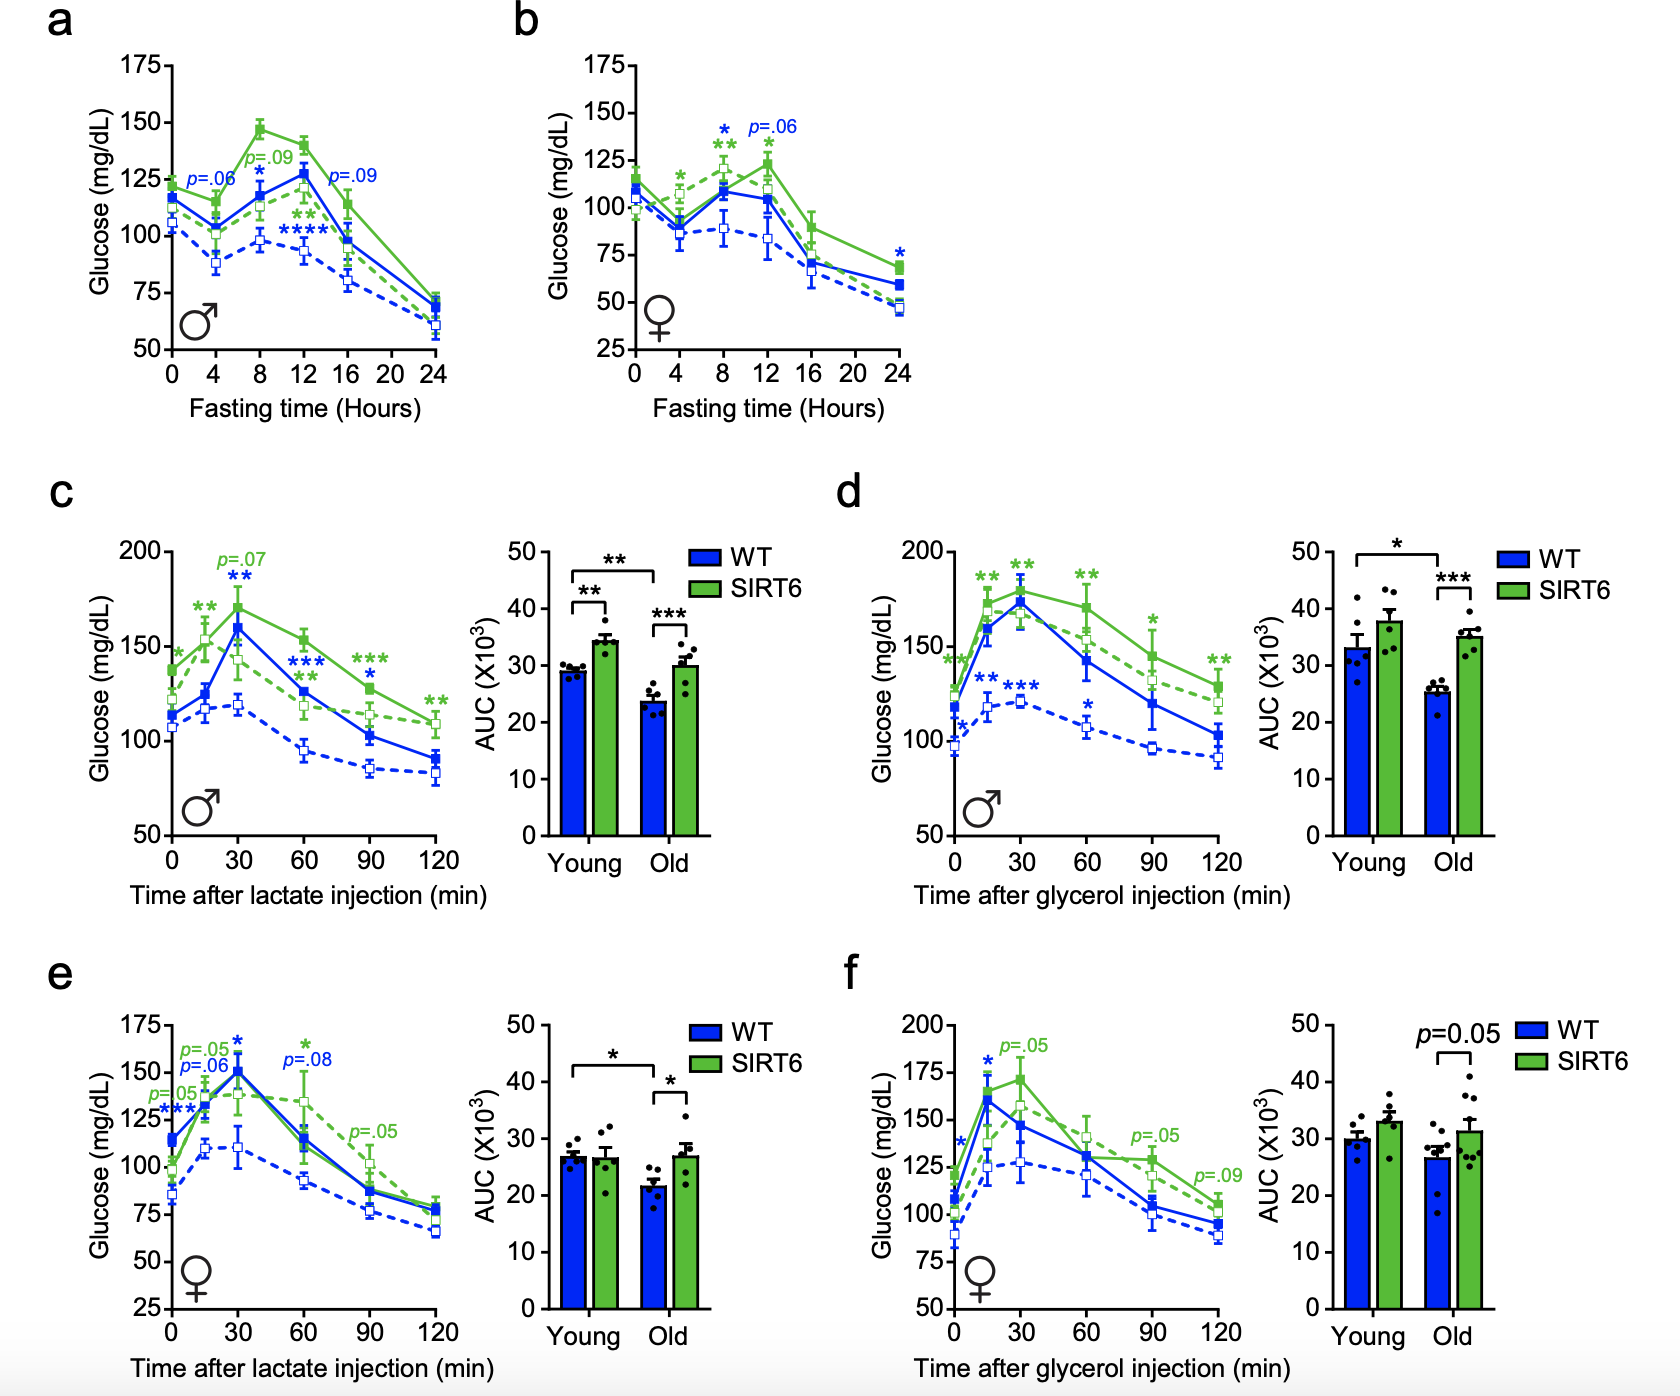 a
175
150
125
100
75
50
Glucose (mg/dL)
p=.06
p=.09
*
p=.09
**
****
♂
0 4 8 12 16 20 24
Fasting time (Hours)
b
175
150
125
100
75
50
25
Glucose (mg/dL)
*
p=.06
**
*
*
*
♀
0 4 8 12 16 20 24
Fasting time (Hours)
c
200
150
100
50
Glucose (mg/dL)
p=.07
**
**
*
***
**
***
*
**
♂
0 30 60 90 120
Time after lactate injection (min)
50
40
30
20
10
0
AUC (X10³)
**
**
***
Young Old
WT
SIRT6
d
200
150
100
50
Glucose (mg/dL)
**
**
**
**
*
**
**
***
*
*
♂
0 30 60 90 120
Time after glycerol injection (min)
50
40
30
20
10
0
AUC (X10³)
*
***
Young Old
WT
SIRT6
e
175
150
125
100
75
50
25
Glucose (mg/dL)
*
*
p=.05
p=.06
p=.08
p=.05
***
p=.05
♀
0 30 60 90 120
Time after lactate injection (min)
50
40
30
20
10
0
AUC (X10³)
*
*
Young Old
WT
SIRT6
f
200
175
150
125
100
75
50
Glucose (mg/dL)
*
p=.05
*
p=.05
p=.09
♀
0 30 60 90 120
Time after glycerol injection (min)
50
40
30
20
10
0
AUC (X10³)
p=0.05
Young Old
WT
SIRT6